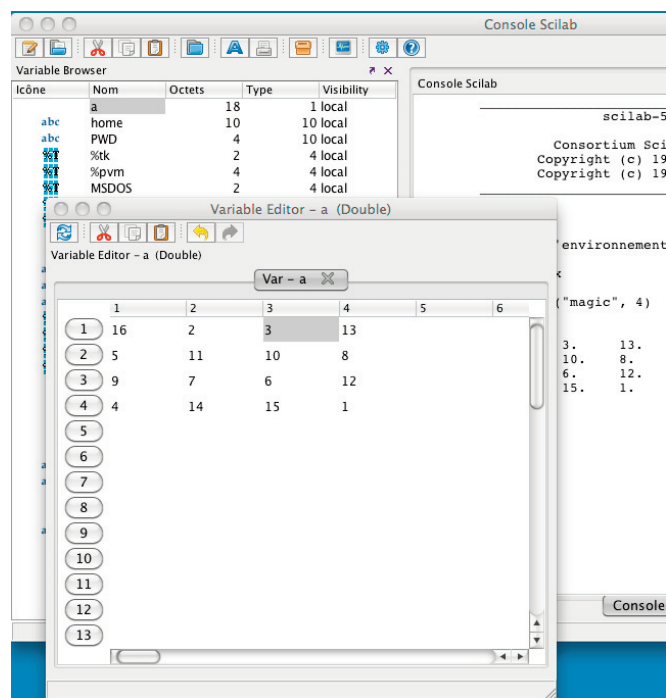 Console Scilab
Variable Browser
Icône Nom Octets Type Visibility
a 18 1 local
abc home 10 10 local
abc PWD 4 10 local
%T %tk 2 4 local
%T %pvm 4 4 local
%T MSDOS 2 4 local
Console Scilab
scilab-5
Consortium Sci
Copyright (c) 19
Copyright (c) 19
environnement
("magic", 4)
3. 13.
10. 8.
6. 12.
15. 1.
Console
Variable Editor - a (Double)
Variable Editor - a (Double)
Var - a
1 2 3 4 5 6
1 16 2 3 13
2 5 11 10 8
3 9 7 6 12
4 4 14 15 1
5
6
7
8
9
10
11
12
13